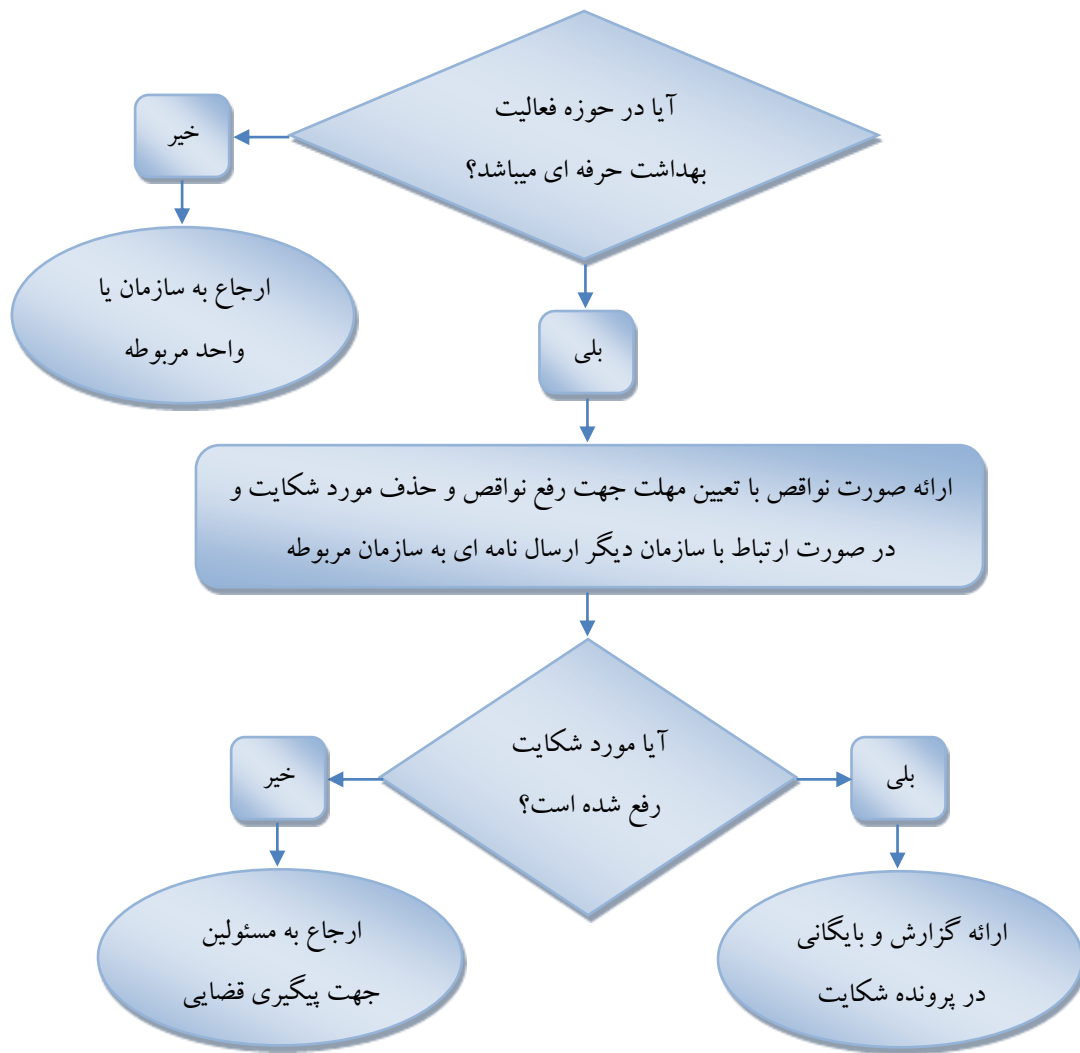 آیا در حوزه فعالیت
بهداشت حرفه ای میباشد؟
خیر
ارجاع به سازمان یا
واحد مربوطه
بلی
ارائه صورت نواقص با تعیین مهلت جهت رفع نواقص و حذف مورد شکایت و
در صورت ارتباط با سازمان دیگر ارسال نامه ای به سازمان مربوطه
آیا مورد شکایت
رفع شده است؟
بلی
خیر
ارائه گزارش و بایگانی
در پرونده شکایت
ارجاع به مسئولین
جهت پیگیری قضایی